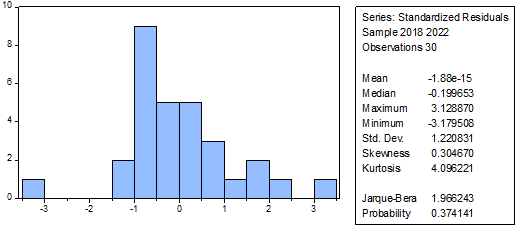 10
8
6
4
2
0
-3 -2 -1 0 1 2 3
Series: Standardized Residuals
Sample 2018 2022
Observations 30
Mean -1.88e-15
Median -0.199653
Maximum 3.128870
Minimum -3.179508
Std. Dev. 1.220831
Skewness 0.304670
Kurtosis 4.096221
Jarque-Bera 1.966243
Probability 0.374141